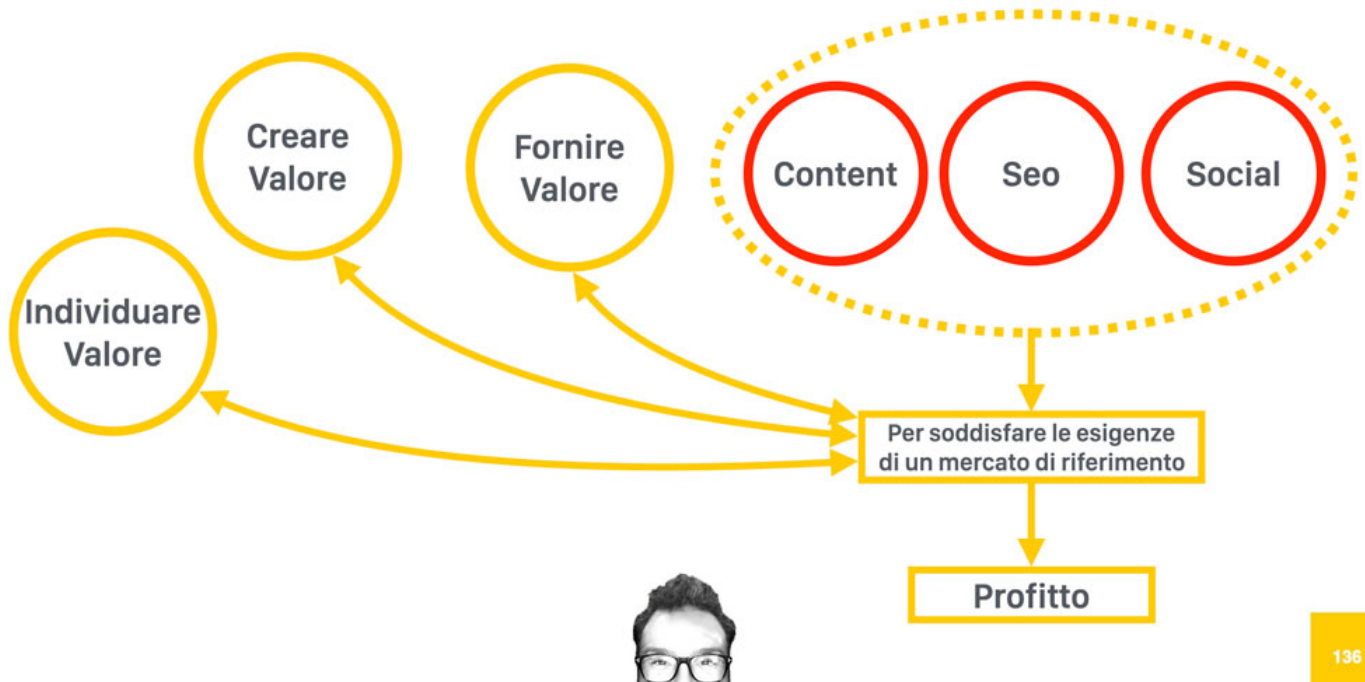 Individuare
Valore
Creare
Valore
Fornire
Valore
Content
Seo
Social
Per soddisfare le esigenze
di un mercato di riferimento
Profitto
136